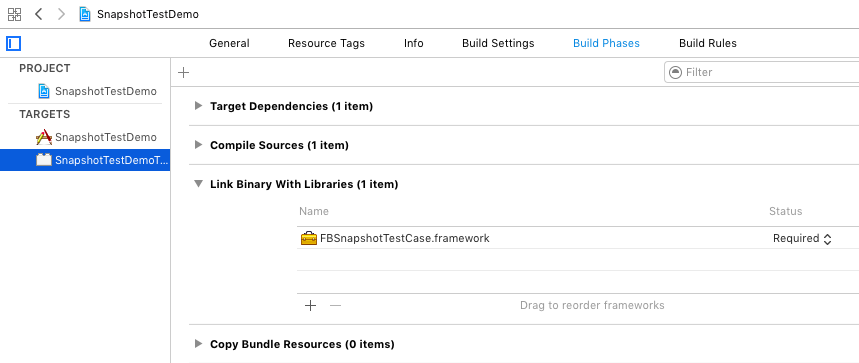 SnapshotTestDemo
General Resource Tags Info Build Settings Build Phases Build Rules
PROJECT
SnapshotTestDemo
TARGETS
SnapshotTestDemo
SnapshotTestDemoT...
Filter
Target Dependencies (1 item)
Compile Sources (1 item)
Link Binary With Libraries (1 item)
Name Status
FBSnapshotTestCase.framework Required
Drag to reorder frameworks
Copy Bundle Resources (0 items)